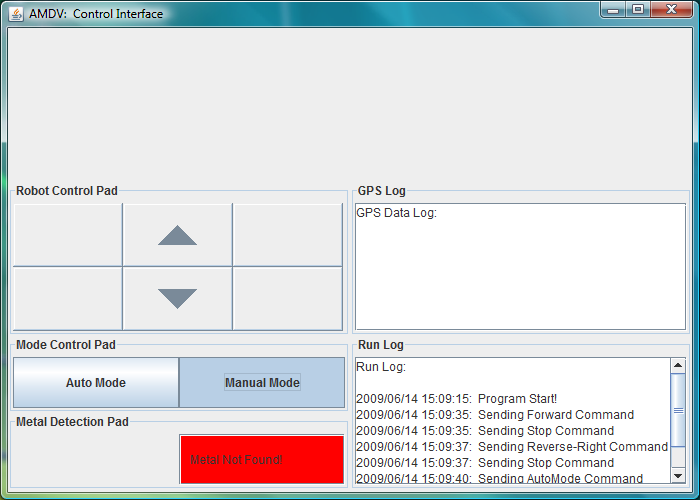 AMDV: Control Interface
Robot Control Pad
GPS Log
GPS Data Log:
Mode Control Pad
Auto Mode
Manual Mode
Metal Detection Pad
Metal Not Found!
Run Log
Run Log:
2009/06/14 15:09:15: Program Start!
2009/06/14 15:09:35: Sending Forward Command
2009/06/14 15:09:35: Sending Stop Command
2009/06/14 15:09:37: Sending Reverse-Right Command
2009/06/14 15:09:37: Sending Stop Command
2009/06/14 15:09:40: Sending AutoMode Command